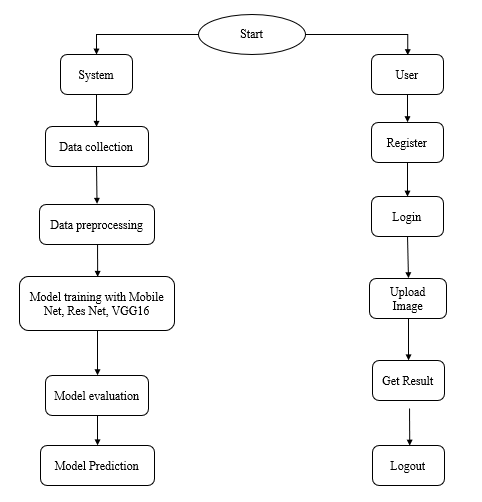 Start
System
User
Data collection
Register
Data preprocessing
Login
Model training with Mobile
Net, Res Net, VGG16
Upload
Image
Model evaluation
Get Result
Model Prediction
Logout